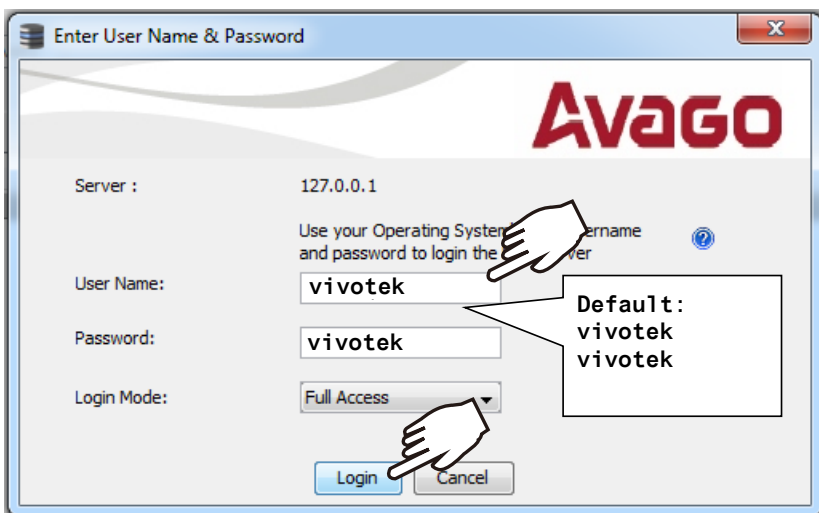 Enter User Name & Password
AVAGO
Server : 127.0.0.1
Use your Operating System ername
and password to login the ver
User Name: vivotek
Default:
vivotek
vivotek
Password: vivotek
Login Mode: Full Access
Login Cancel